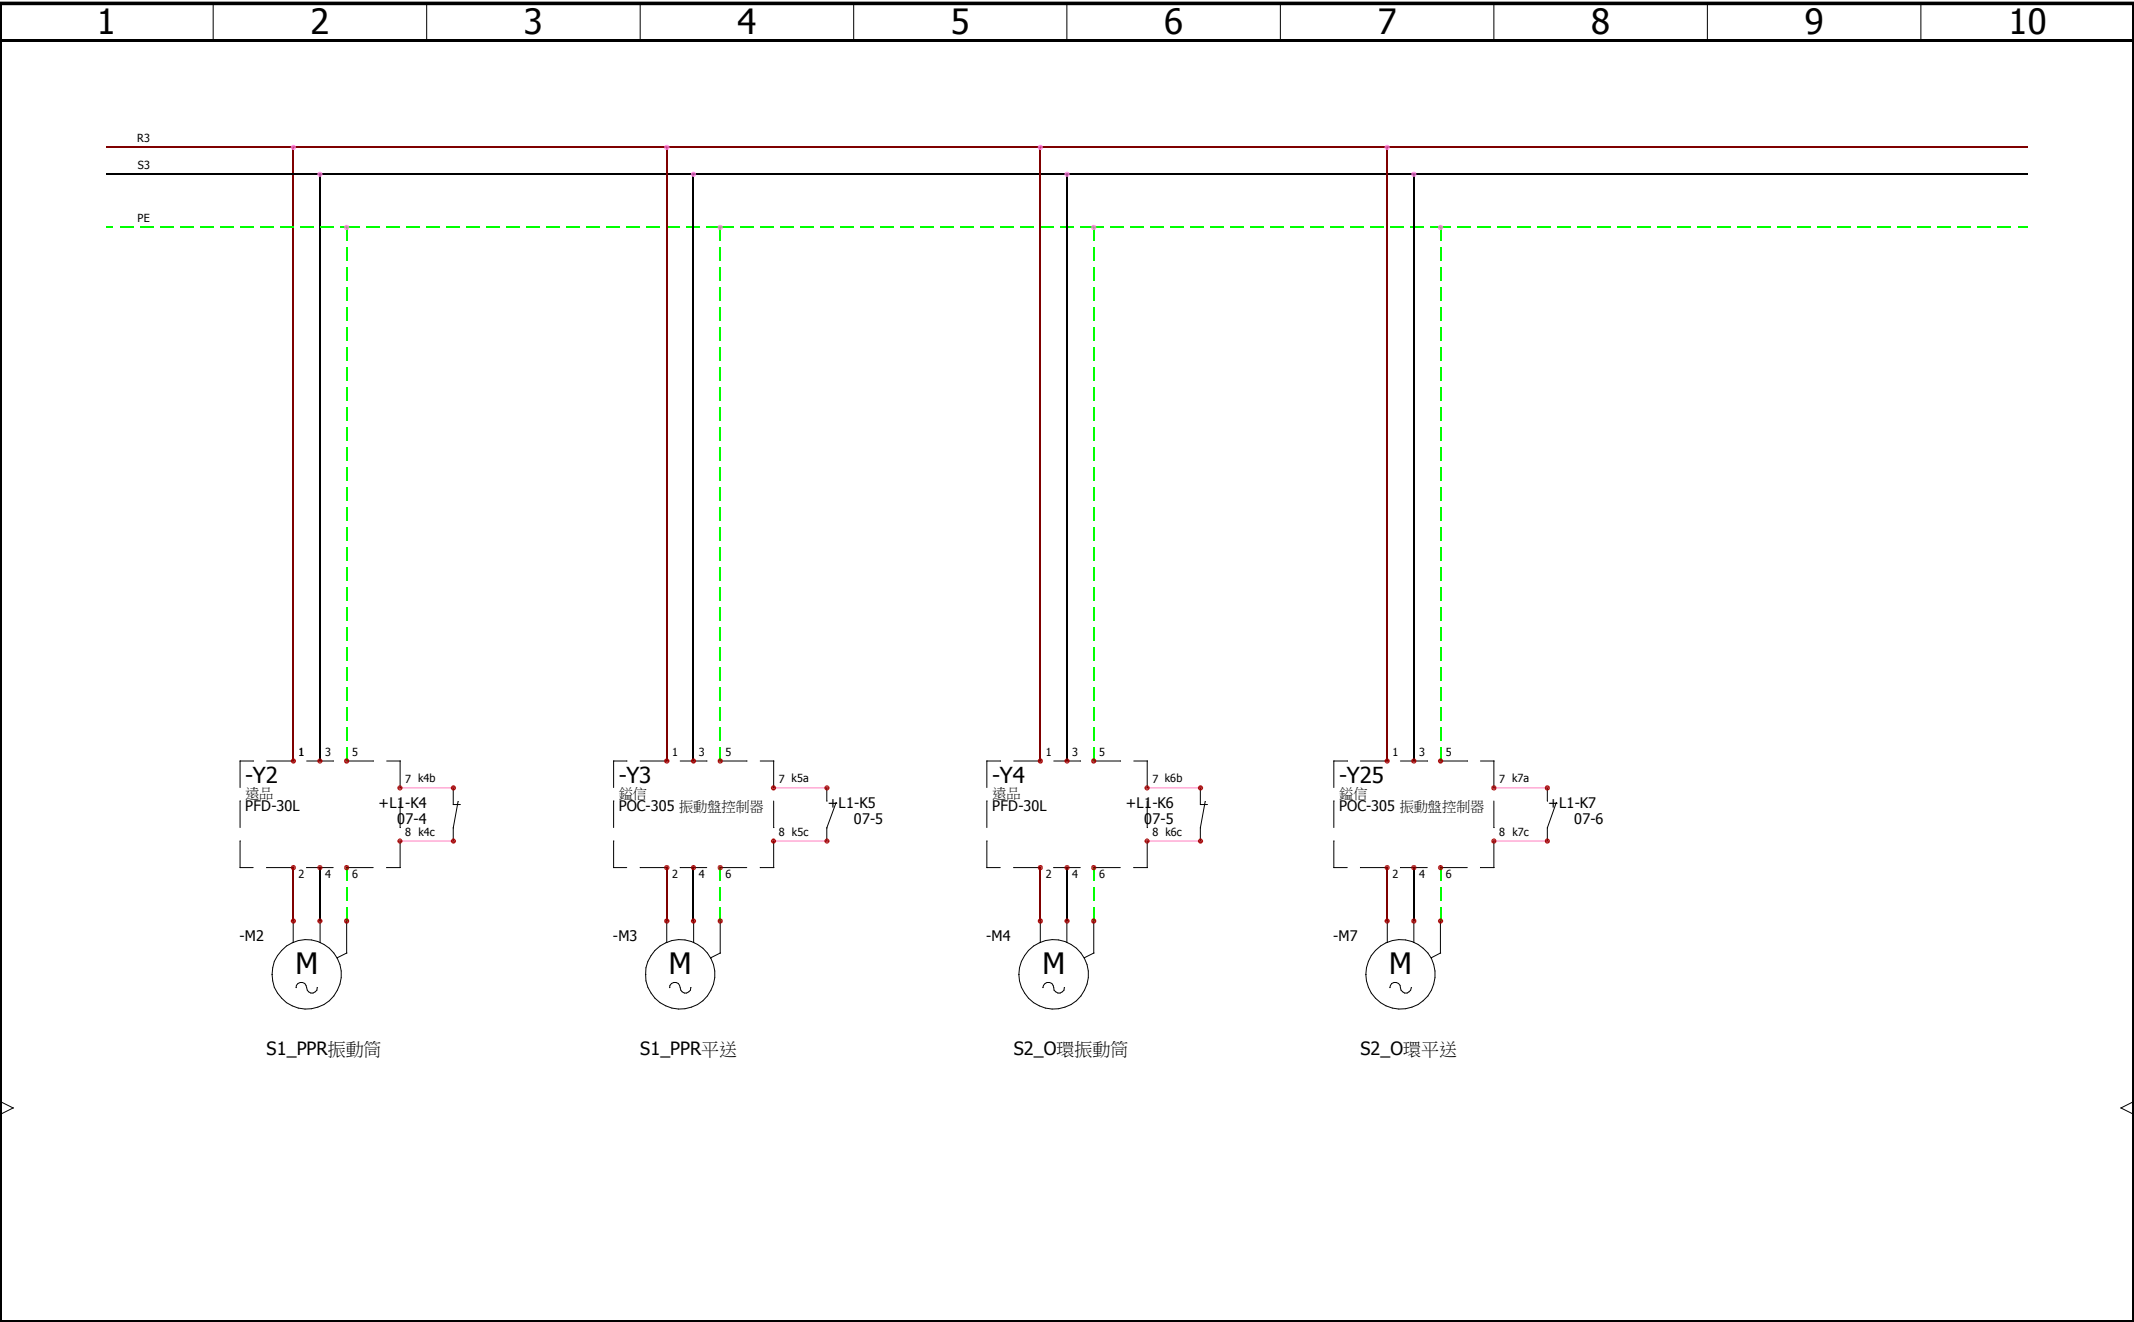 1 2 3 4 5 6 7 8 9 10
R3
S3
PE
1 3 5
-Y2
遠品
PFD-30L
7 k4b
+L1-K4
07-4
8 k4c
2 4 6
-M2
M
S1_PPR振動筒
1 3 5
-Y3
鎰信
POC-305 振動盤控制器
7 k5a
+L1-K5
07-5
8 k5c
2 4 6
-M3
M
S1_PPR平送
1 3 5
-Y4
遠品
PFD-30L
7 k6b
+L1-K6
07-5
8 k6c
2 4 6
-M4
M
S2_O環振動筒
1 3 5
-Y25
鎰信
POC-305 振動盤控制器
7 k7a
+L1-K7
07-6
8 k7c
2 4 6
-M7
M
S2_O環平送